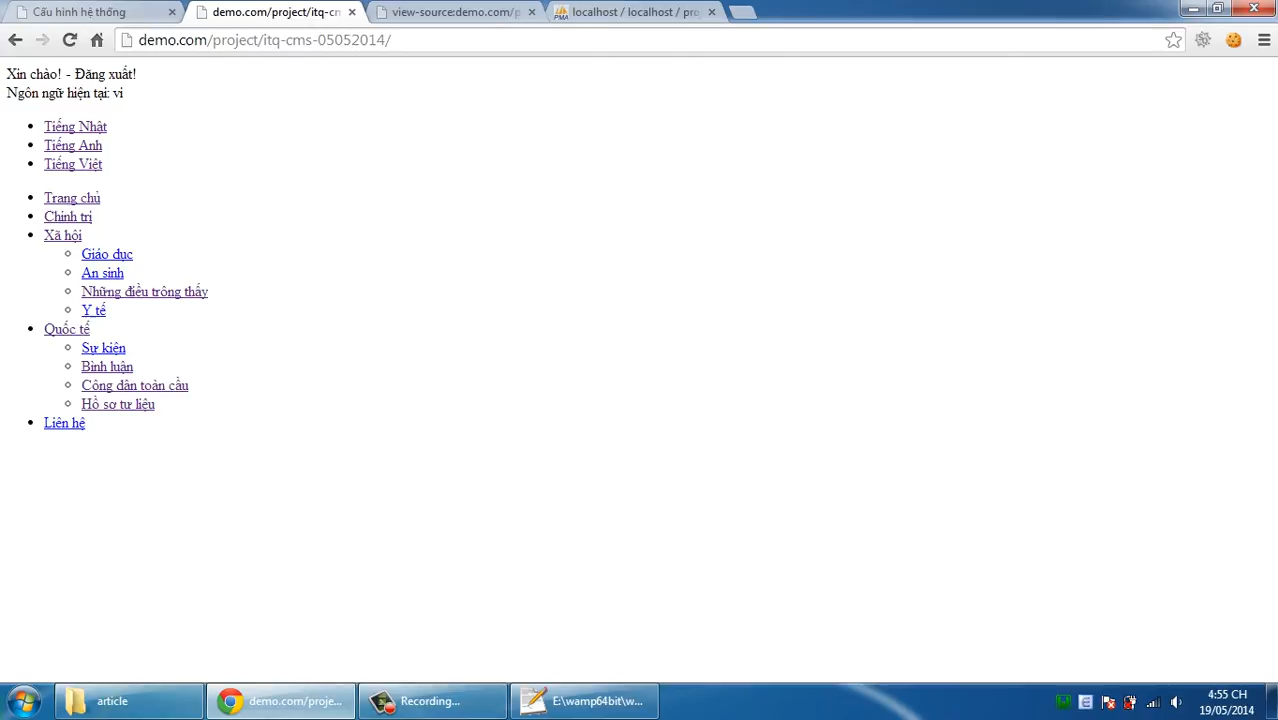 Cấu hình hệ thống
demo.com/project/itq-cm
view-source:demo.com/p
localhost / localhost / pro
demo.com/project/itq-cms-05052014/
Xin chào! - Đăng xuất!
Ngôn ngữ hiện tại: vi
Tiếng Nhật
Tiếng Anh
Tiếng Việt
Trang chủ
Chính trị
Xã hội
Giáo dục
An sinh
Những điều trông thấy
Y tế
Quốc tế
Sự kiện
Bình luận
Công dân toàn cầu
Hồ sơ tư liệu
Liên hệ
article
demo.com/proje...
Recording...
E:\wamp64bit\w...
4:55 CH
19/05/2014